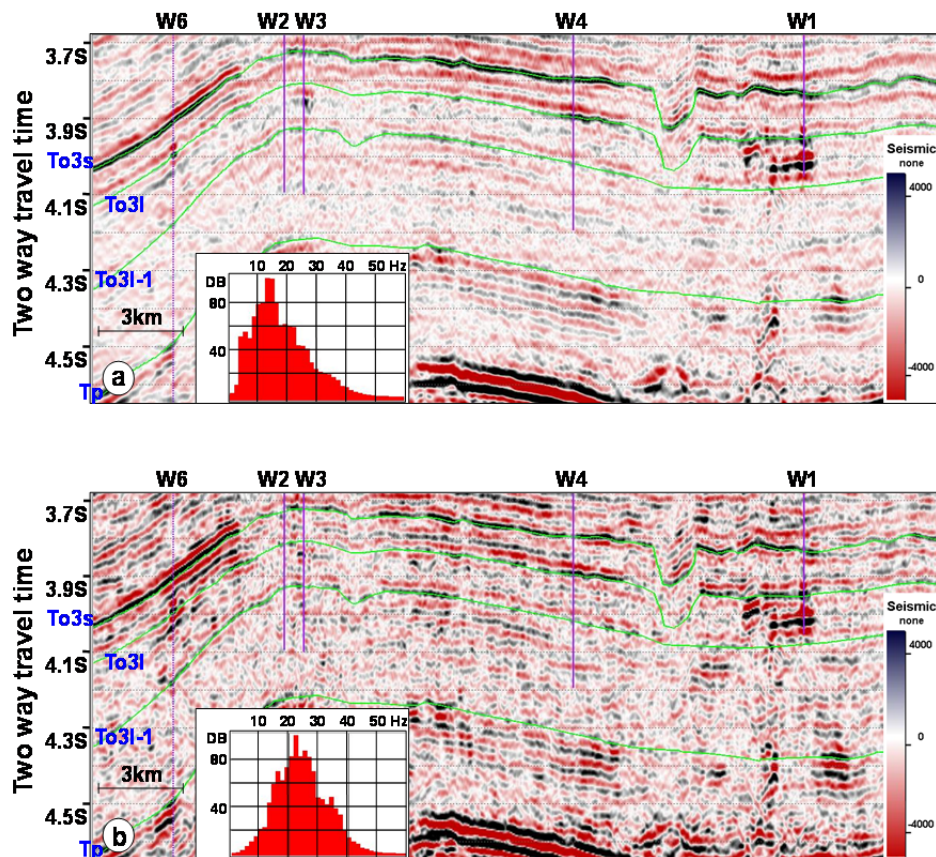 W6 W2 W3 W4 W1
Two way travel time
3.7S
3.9S
To3s
4.1S
To3l
4.3S
To3l-1
3km
4.5S
a
Tp
10 20 30 40 50 Hz
DB
80
40
Seismic
none
4000
0
-4000
W6 W2 W3 W4 W1
Two way travel time
3.7S
3.9S
To3s
4.1S
To3l
4.3S
To3l-1
3km
4.5S
b
Tp
10 20 30 40 50 Hz
DB
80
40
Seismic
none
4000
0
-4000